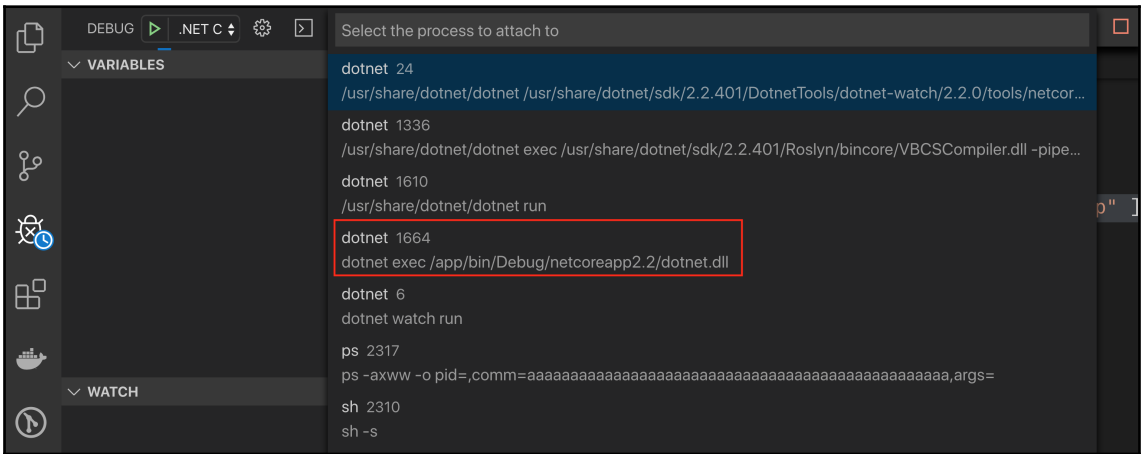 DEBUG .NET C
Select the process to attach to
VARIABLES
dotnet 24
/usr/share/dotnet/dotnet /usr/share/dotnet/sdk/2.2.401/DotnetTools/dotnet-watch/2.2.0/tools/netcor...
dotnet 1336
/usr/share/dotnet/dotnet exec /usr/share/dotnet/sdk/2.2.401/Roslyn/bincore/VBCSCompiler.dll -pipe...
dotnet 1610
/usr/share/dotnet/dotnet run
p" ]
dotnet 1664
dotnet exec /app/bin/Debug/netcoreapp2.2/dotnet.dll
dotnet 6
dotnet watch run
ps 2317
ps -axww -o pid=,comm=aaaaaaaaaaaaaaaaaaaaaaaaaaaaaaaaaaaaaaaaaaaaaaaaaa,args=
WATCH
sh 2310
sh -s